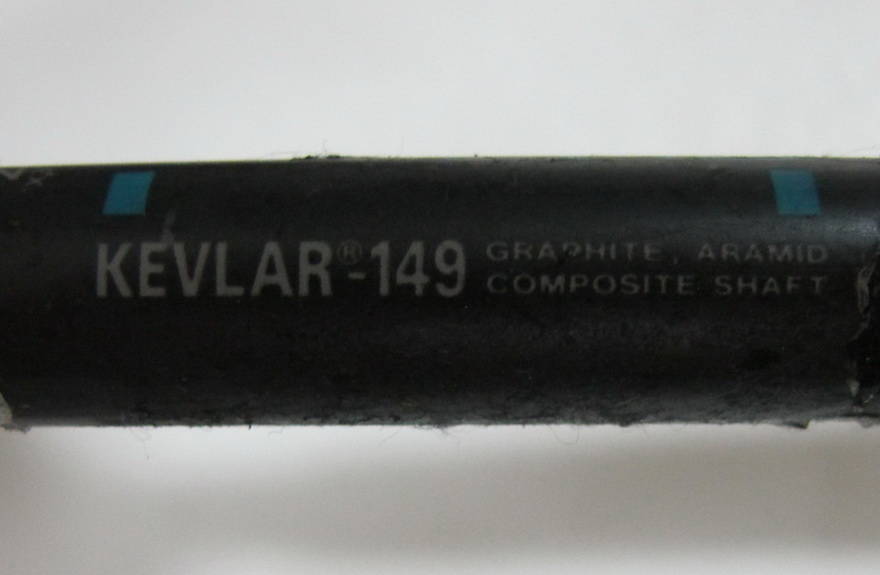 KEVLAR®-149
GRAPHITE, ARAMID
COMPOSITE SHAFT